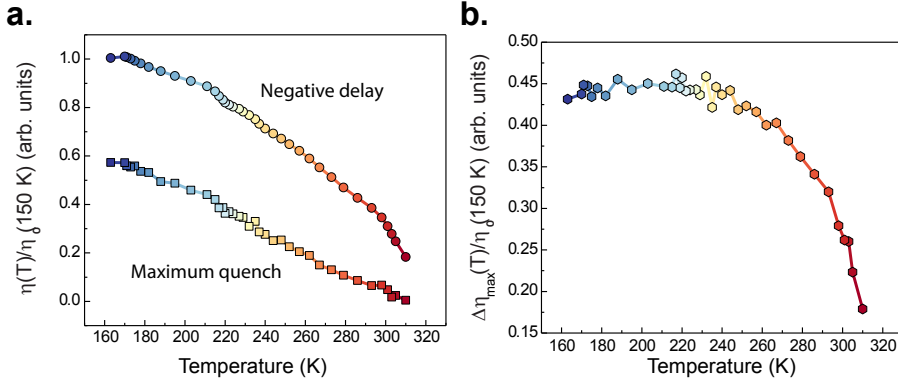 a.
η(T)/η₀(150 K) (arb. units)
1.0
0.8
0.6
0.4
0.2
0.0
Negative delay
Maximum quench
160 180 200 220 240 260 280 300 320
Temperature (K)
b.
Δηmax(T)/η₀(150 K) (arb. units)
0.50
0.45
0.40
0.35
0.30
0.25
0.20
0.15
160 180 200 220 240 260 280 300 320
Temperature (K)